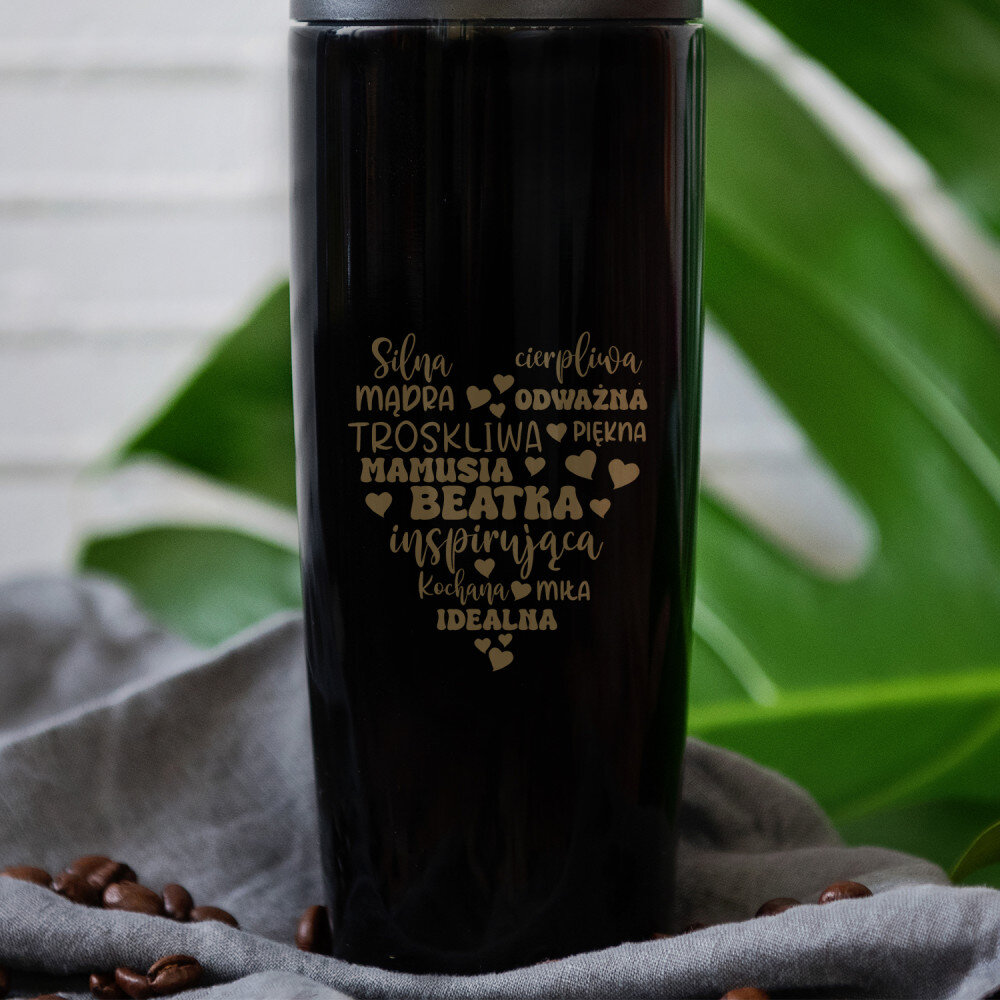 Silna cierpliwa
MĄDRA ODWAŻNA
TROSKLIWA PIĘKNA
MAMUSIA
BEATKA
inspirująca
Kochana MIŁA
IDEALNA